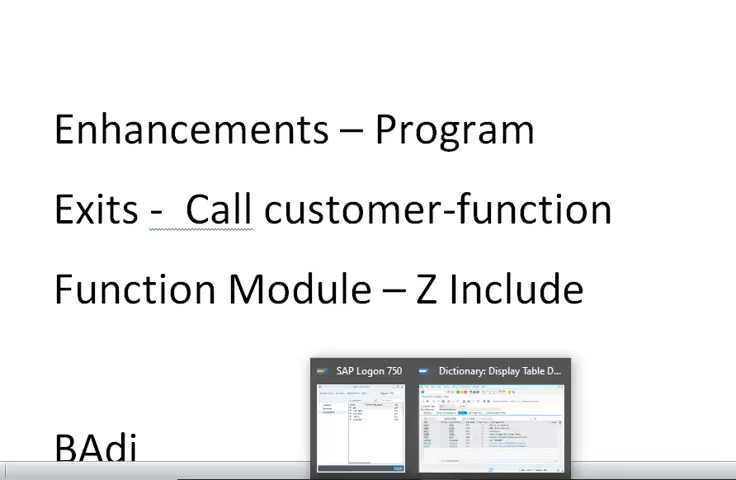 Enhancements – Program
Exits - Call customer-function
Function Module – Z Include
SAP Logon 750
Dictionary: Display Table D...
BAdi